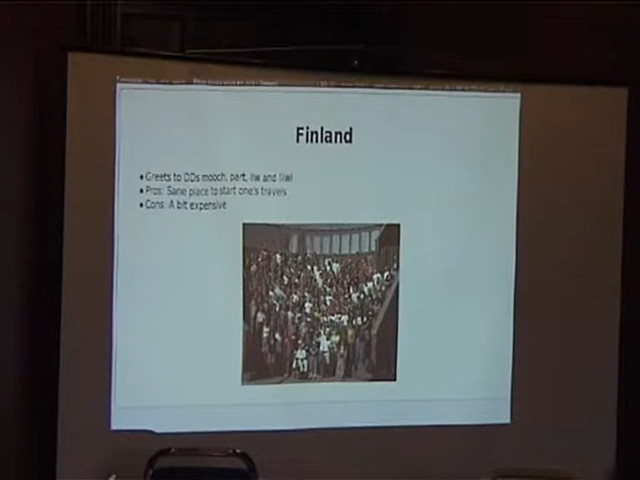 Finland
• Greets to DDs mooch, part, liw and liiwi
• Pros: Sane place to start one's travels
• Cons: A bit expensive